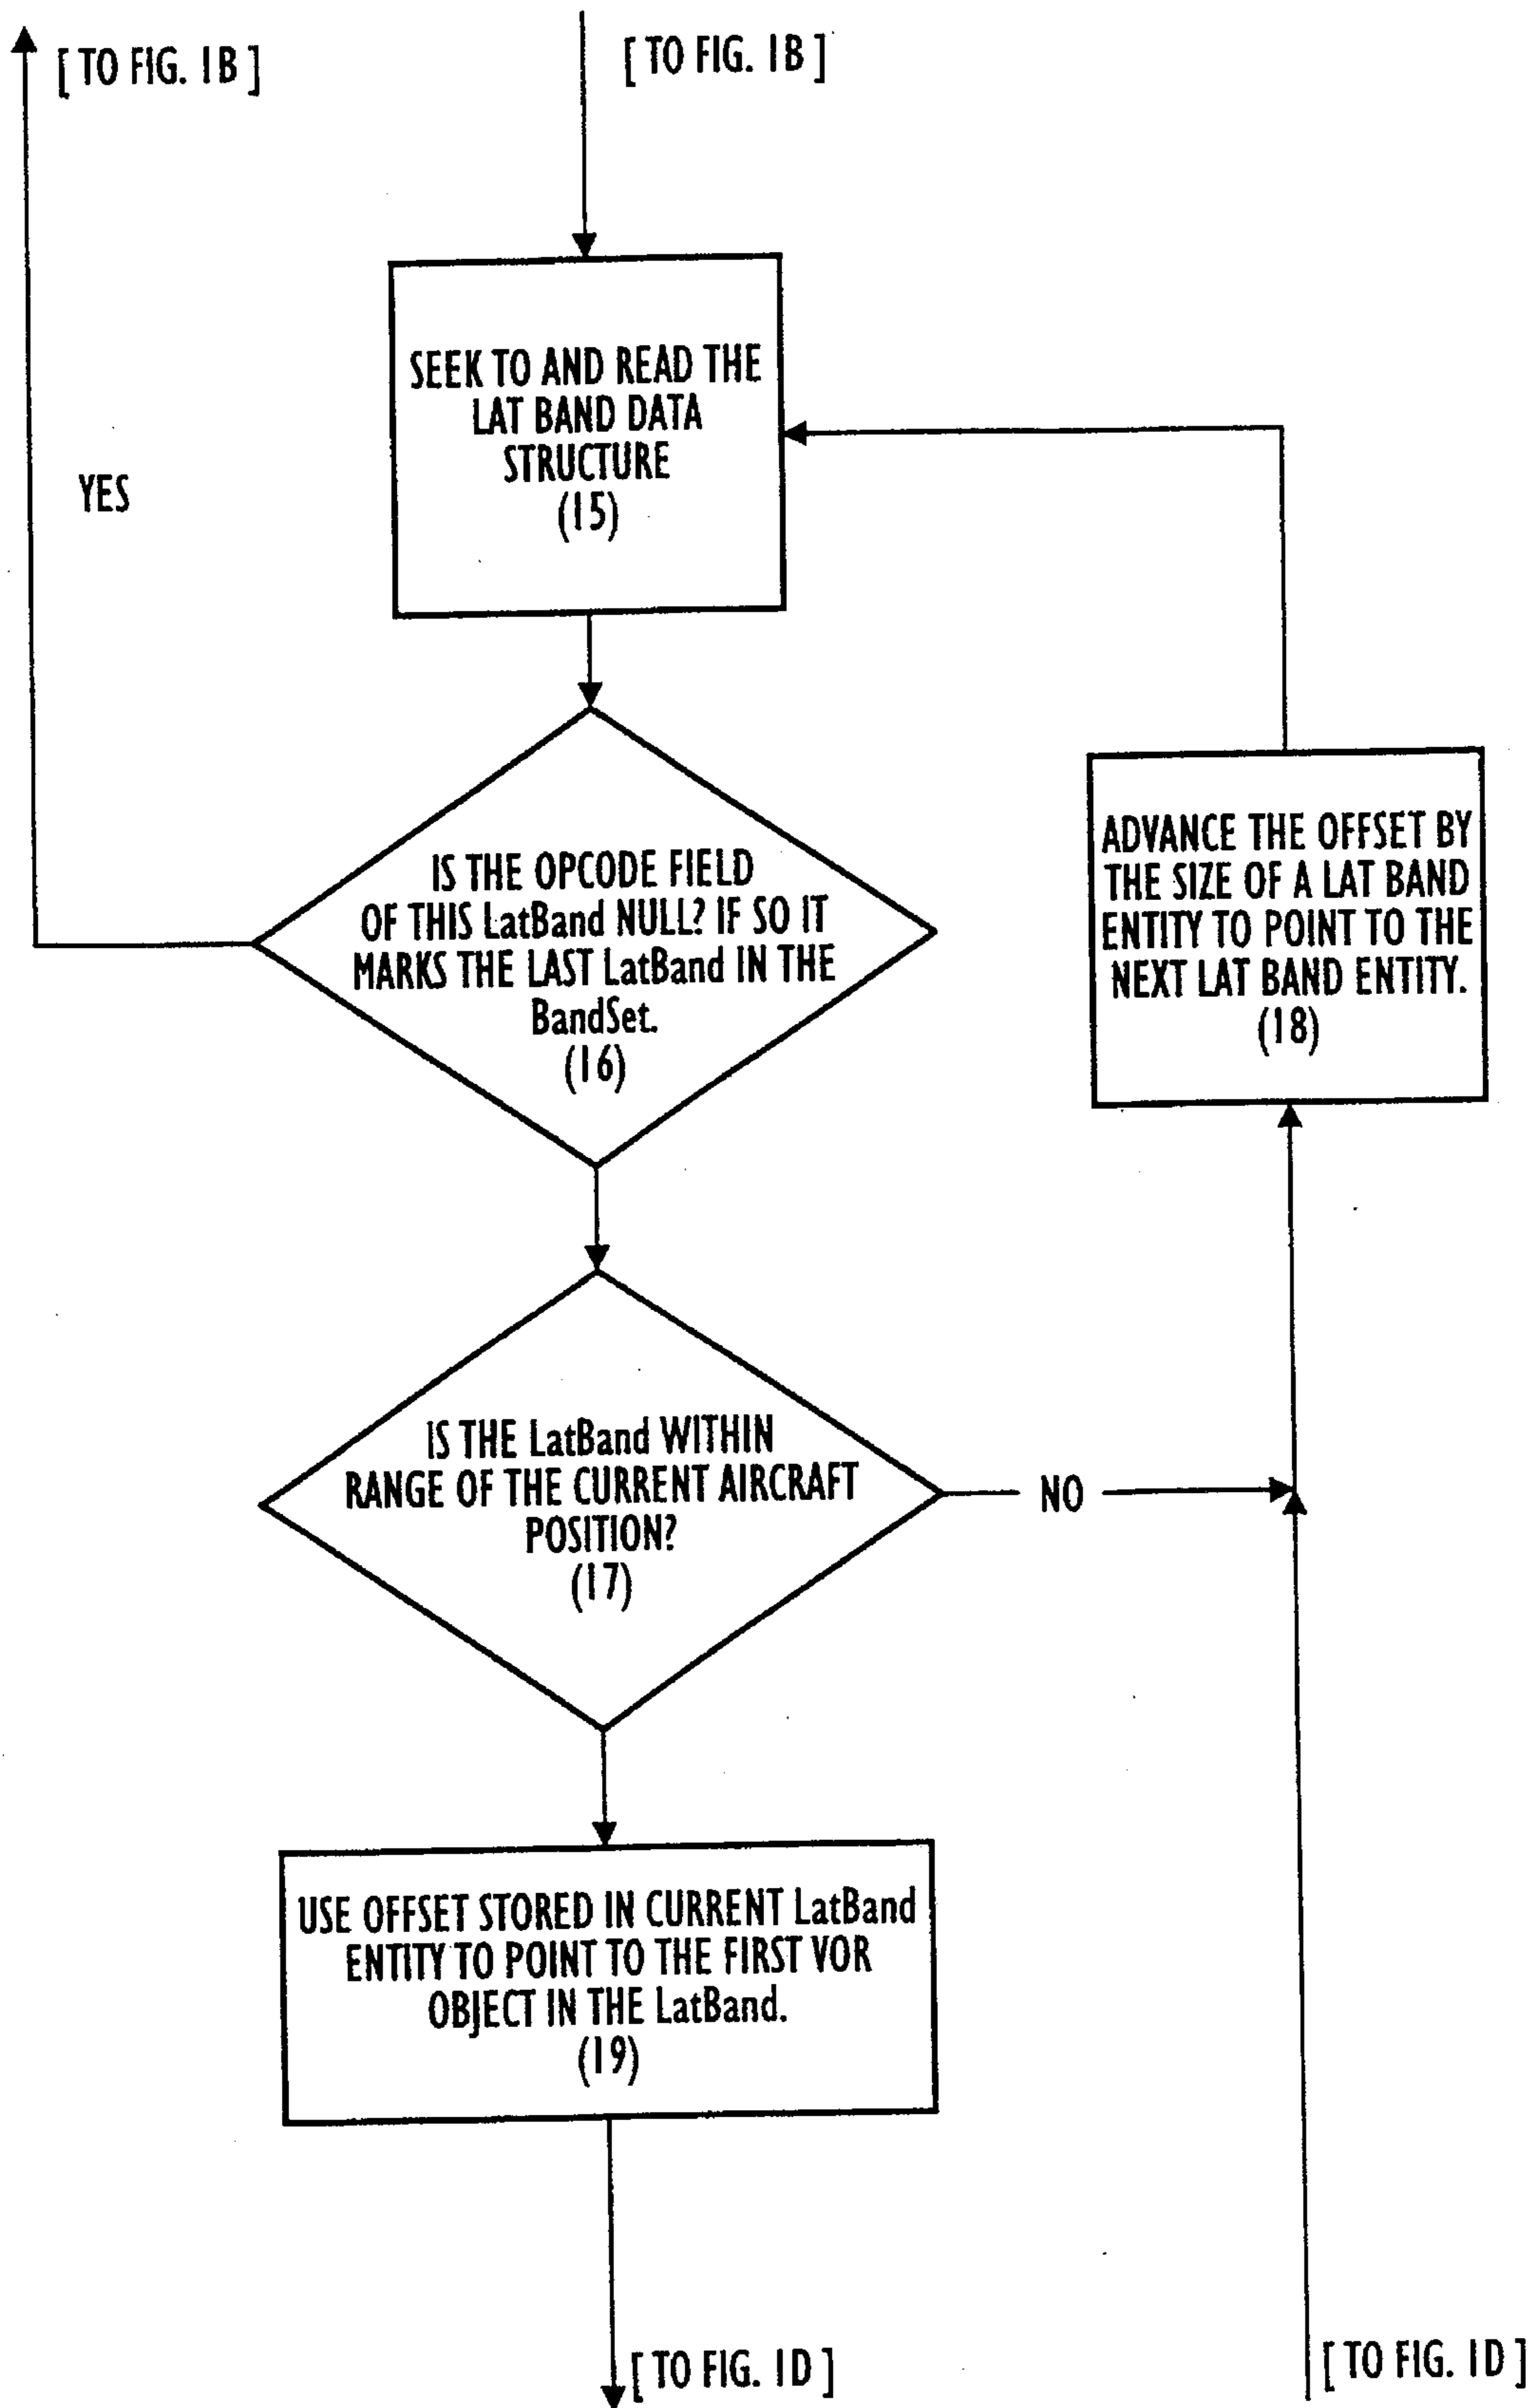 [ TO FIG. 1B ]
[ TO FIG. 1B ]
SEEK TO AND READ THE
LAT BAND DATA
STRUCTURE
(15)
YES
IS THE OPCODE FIELD
OF THIS LatBand NULL? IF SO IT
MARKS THE LAST LatBand IN THE
BandSet.
(16)
ADVANCE THE OFFSET BY
THE SIZE OF A LAT BAND
ENTITY TO POINT TO THE
NEXT LAT BAND ENTITY.
(18)
IS THE LatBand WITHIN
RANGE OF THE CURRENT AIRCRAFT
POSITION?
(17)
NO
USE OFFSET STORED IN CURRENT LatBand
ENTITY TO POINT TO THE FIRST VOR
OBJECT IN THE LatBand.
(19)
[ TO FIG. 1D ]
[ TO FIG. 1D ]